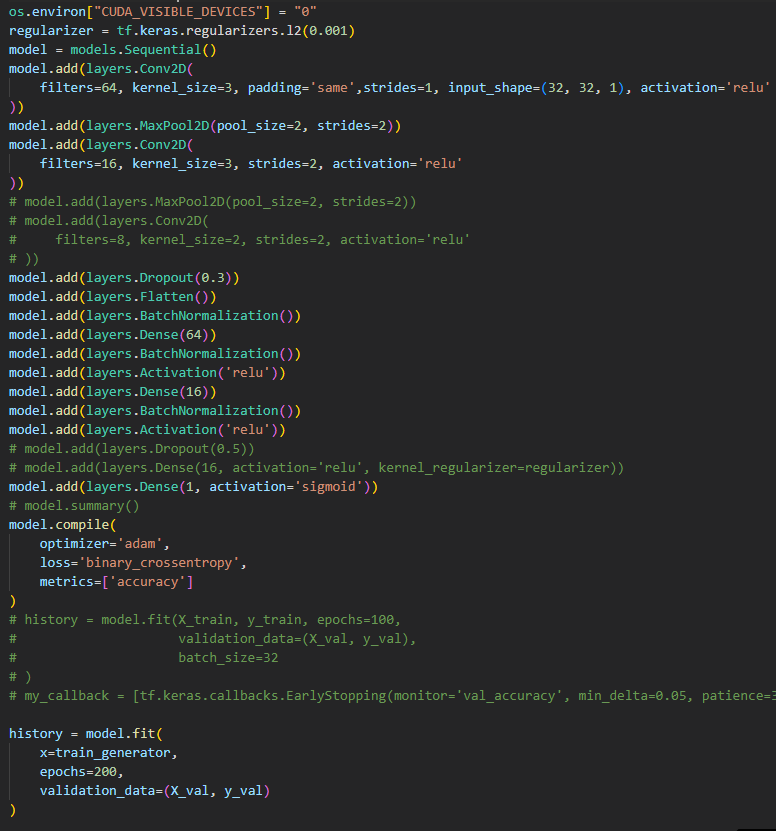 os.environ["CUDA_VISIBLE_DEVICES"] = "0"
regularizer = tf.keras.regularizers.l2(0.001)
model = models.Sequential()
model.add(layers.Conv2D(
    filters=64, kernel_size=3, padding='same',strides=1, input_shape=(32, 32, 1), activation='relu'
))
model.add(layers.MaxPool2D(pool_size=2, strides=2))
model.add(layers.Conv2D(
    filters=16, kernel_size=3, strides=2, activation='relu'
))
# model.add(layers.MaxPool2D(pool_size=2, strides=2))
# model.add(layers.Conv2D(
#     filters=8, kernel_size=2, strides=2, activation='relu'
# ))
model.add(layers.Dropout(0.3))
model.add(layers.Flatten())
model.add(layers.BatchNormalization())
model.add(layers.Dense(64))
model.add(layers.BatchNormalization())
model.add(layers.Activation('relu'))
model.add(layers.Dense(16))
model.add(layers.BatchNormalization())
model.add(layers.Activation('relu'))
# model.add(layers.Dropout(0.5))
# model.add(layers.Dense(16, activation='relu', kernel_regularizer=regularizer))
model.add(layers.Dense(1, activation='sigmoid'))
# model.summary()
model.compile(
    optimizer='adam',
    loss='binary_crossentropy',
    metrics=['accuracy']
)
# history = model.fit(X_train, y_train, epochs=100,
#                     validation_data=(X_val, y_val),
#                     batch_size=32
# )
# my_callback = [tf.keras.callbacks.EarlyStopping(monitor='val_accuracy', min_delta=0.05, patience=3
history = model.fit(
    x=train_generator,
    epochs=200,
    validation_data=(X_val, y_val)
)